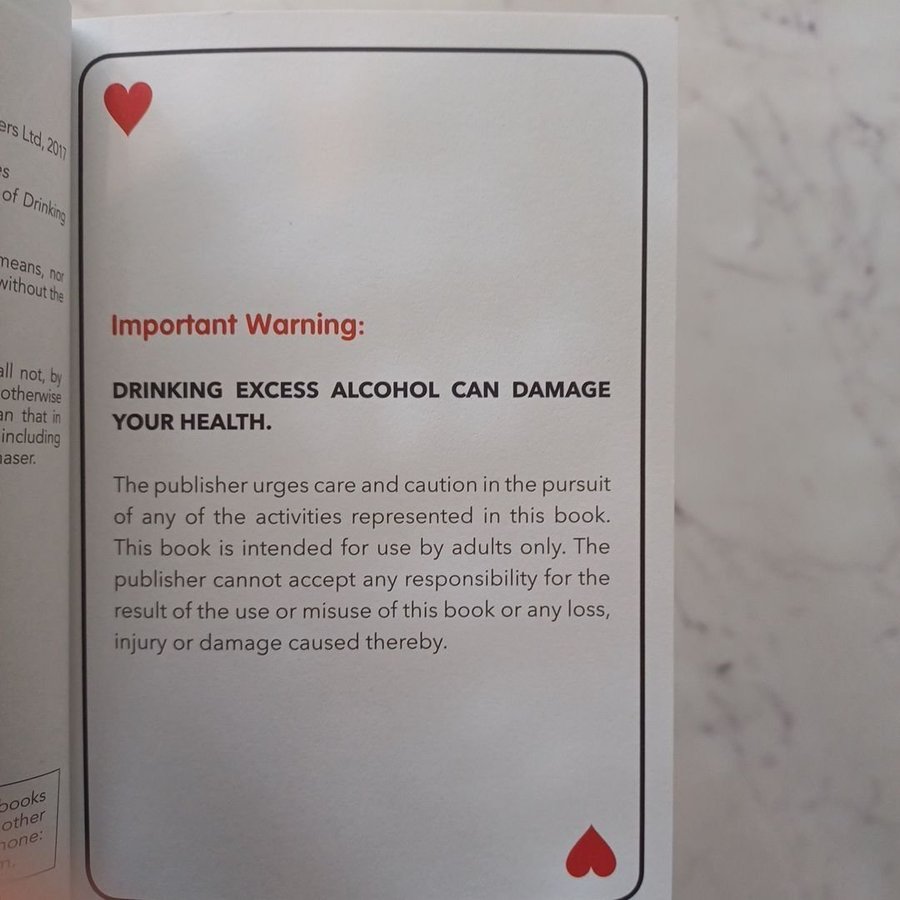 ers Ltd, 2017
es
of Drinking
means, nor
without the
all not, by
otherwise
an that in
including
haser.
books
other
hone:
Important Warning:
DRINKING EXCESS ALCOHOL CAN DAMAGE
YOUR HEALTH.
The publisher urges care and caution in the pursuit
of any of the activities represented in this book.
This book is intended for use by adults only. The
publisher cannot accept any responsibility for the
result of the use or misuse of this book or any loss,
injury or damage caused thereby.